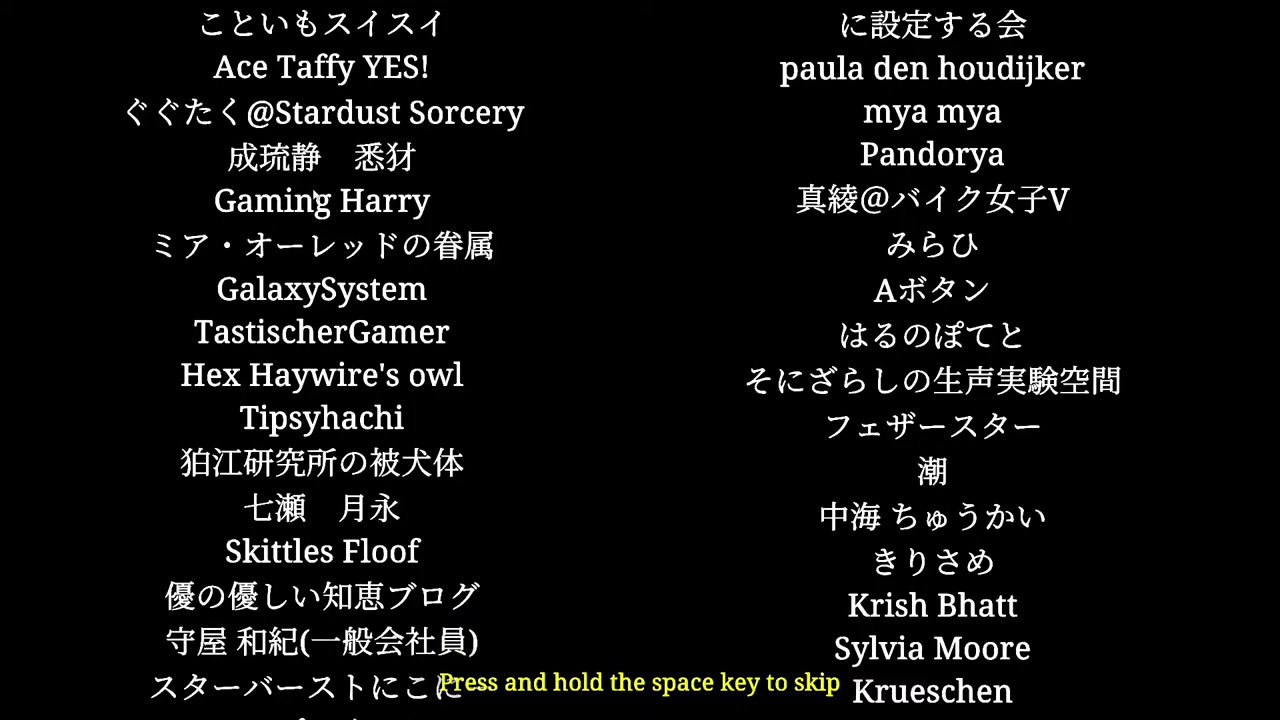 こといもスイスイ
Ace Taffy YES!
ぐぐたく@Stardust Sorcery
成琉静　悉犲
Gaming Harry
ミア・オーレッドの眷属
GalaxySystem
TastischerGamer
Hex Haywire's owl
Tipsyhachi
狛江研究所の被犬体
七瀬　月永
Skittles Floof
優の優しい知恵ブログ
守屋 和紀(一般会社員)
スターバーストにこに
に設定する会
paula den houdijker
mya mya
Pandorya
真綾@バイク女子V
みらひ
Aボタン
はるのぽてと
そにざらしの生声実験空間
フェザースター
潮
中海 ちゅうかい
きりさめ
Krish Bhatt
Sylvia Moore
Krueschen
Press and hold the space key to skip